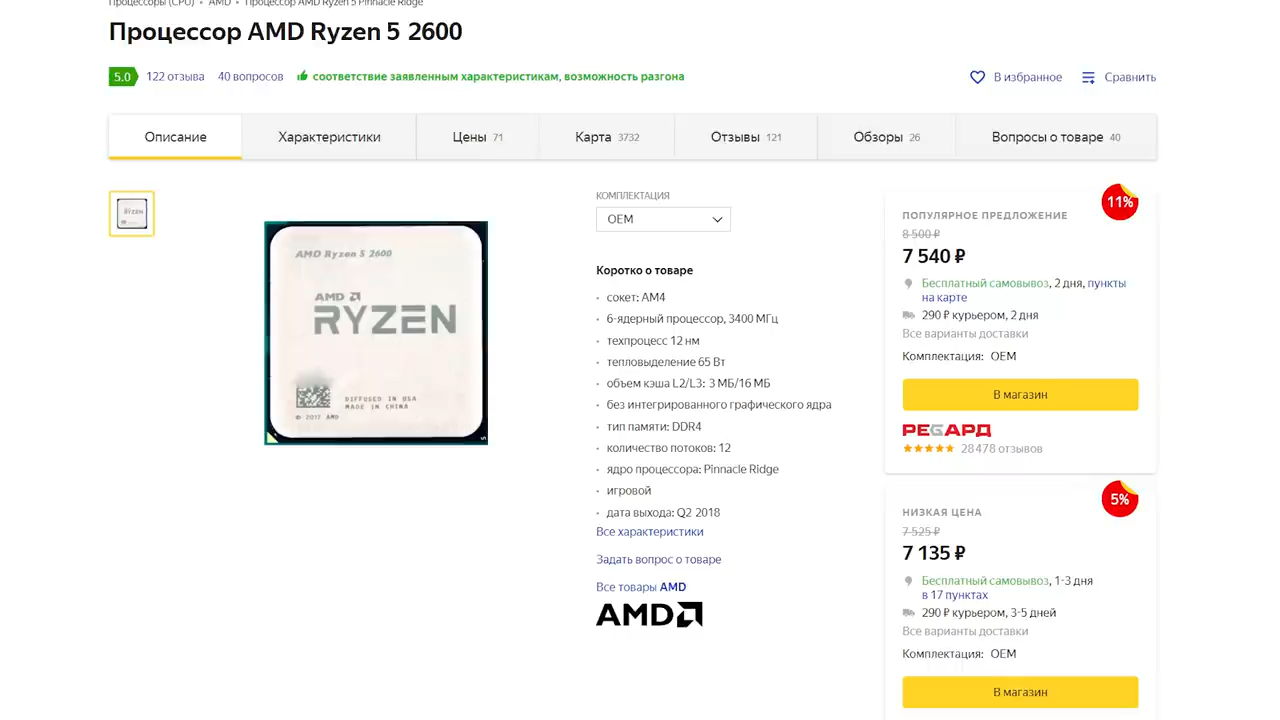 Процессоры (CPU) • AMD • Процессор AMD Ryzen 5 Pinnacle Ridge
Процессор AMD Ryzen 5 2600
5.0 122 отзыва 40 вопросов соответствие заявленным характеристикам, возможность разгона
В избранное Сравнить
Описание Характеристики Цены 71 Карта 3732 Отзывы 121 Обзоры 26 Вопросы о товаре 40
RYZEN
AMD Ryzen 5 2600
AMD
RYZEN
DIFFUSED IN USA
MADE IN CHINA
© 2017 AMD
КОМПЛЕКТАЦИЯ
OEM
Коротко о товаре
• сокет: AM4
• 6-ядерный процессор, 3400 МГц
• техпроцесс 12 нм
• тепловыделение 65 Вт
• объем кэша L2/L3: 3 МБ/16 МБ
• без интегрированного графического ядра
• тип памяти: DDR4
• количество потоков: 12
• ядро процессора: Pinnacle Ridge
• игровой
• дата выхода: Q2 2018
Все характеристики
Задать вопрос о товаре
Все товары AMD
AMD
11%
ПОПУЛЯРНОЕ ПРЕДЛОЖЕНИЕ
8 500 ₽
7 540 ₽
Бесплатный самовывоз, 2 дня, пункты
на карте
290 ₽ курьером, 2 дня
Все варианты доставки
Комплектация: OEM
В магазин
РЕГАРД
28 478 отзывов
5%
НИЗКАЯ ЦЕНА
7 525 ₽
7 135 ₽
Бесплатный самовывоз, 1-3 дня
в 17 пунктах
290 ₽ курьером, 3-5 дней
Все варианты доставки
Комплектация: OEM
В магазин